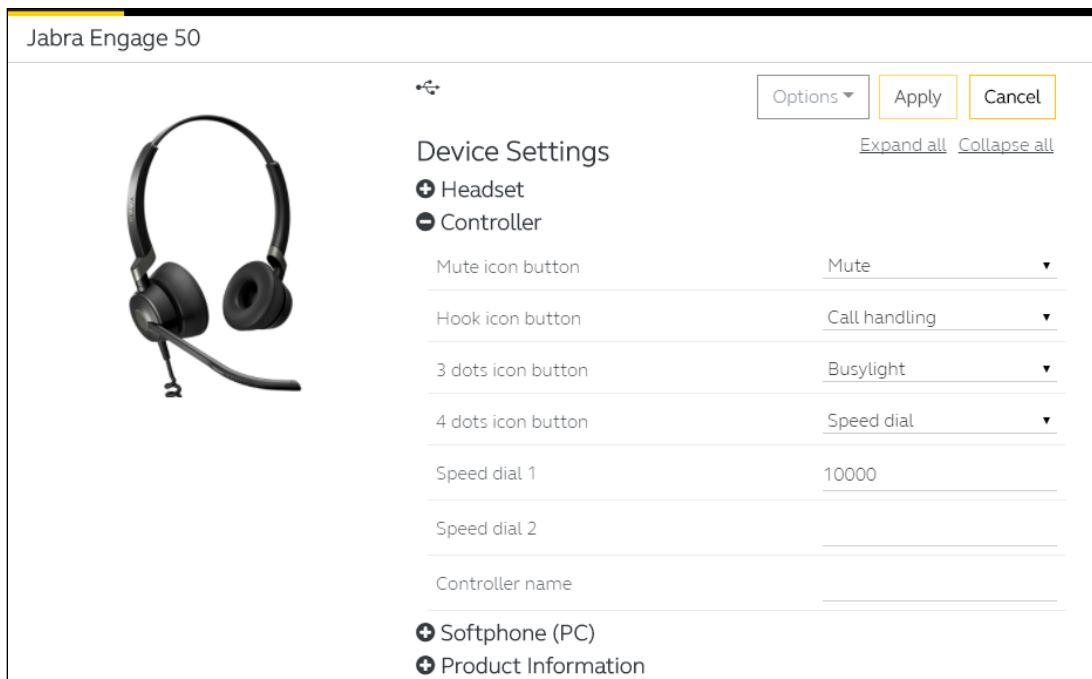 Jabra Engage 50
Options Apply Cancel
Device Settings Expand all Collapse all
Headset
Controller
Mute icon button Mute
Hook icon button Call handling
3 dots icon button Busylight
4 dots icon button Speed dial
Speed dial 1 10000
Speed dial 2
Controller name
Softphone (PC)
Product Information